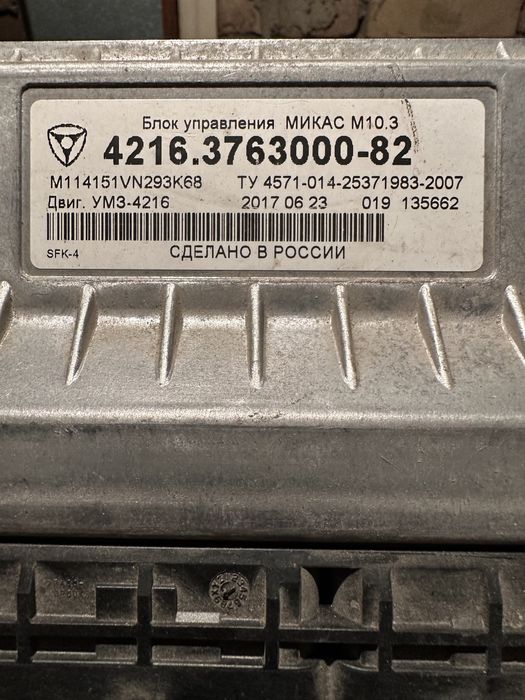 Блок управления МИКАС М10.3
4216.3763000-82
M114151VN293K68 ТУ 4571-014-25371983-2007
Двиг. УМЗ-4216 2017 06 23 019 135662
SFK-4 СДЕЛАНО В РОССИИ